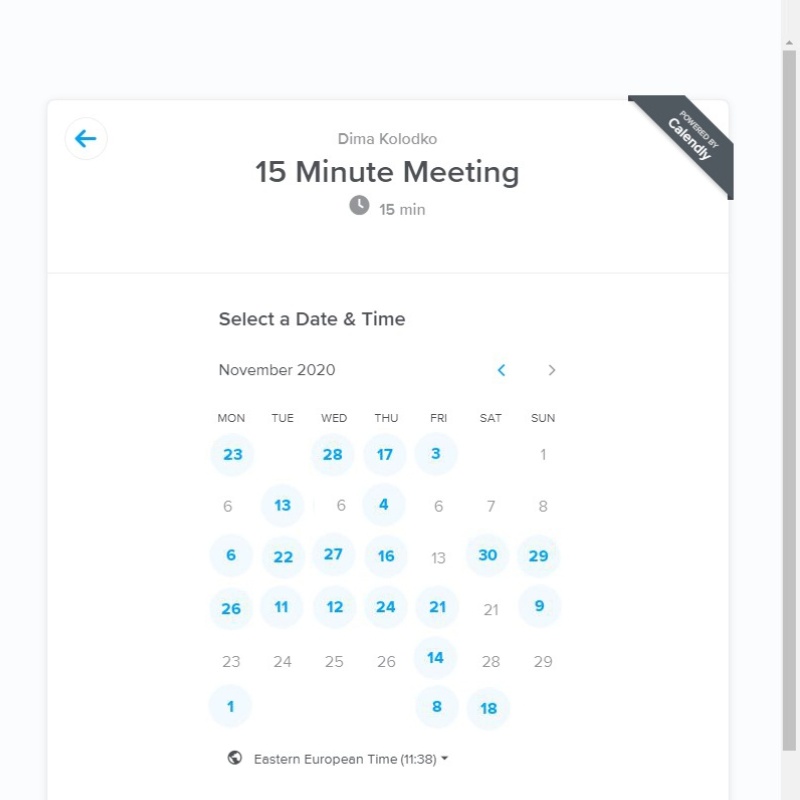 POWERED BY
Calendly
Dima Kolodko
15 Minute Meeting
15 min
Select a Date & Time
November 2020
MON TUE WED THU FRI SAT SUN
23 28 17 3 1
6 13 6 4 6 7 8
6 22 27 16 13 30 29
26 11 12 24 21 21 9
23 24 25 26 14 28 29
1 8 18
Eastern European Time (11:38)